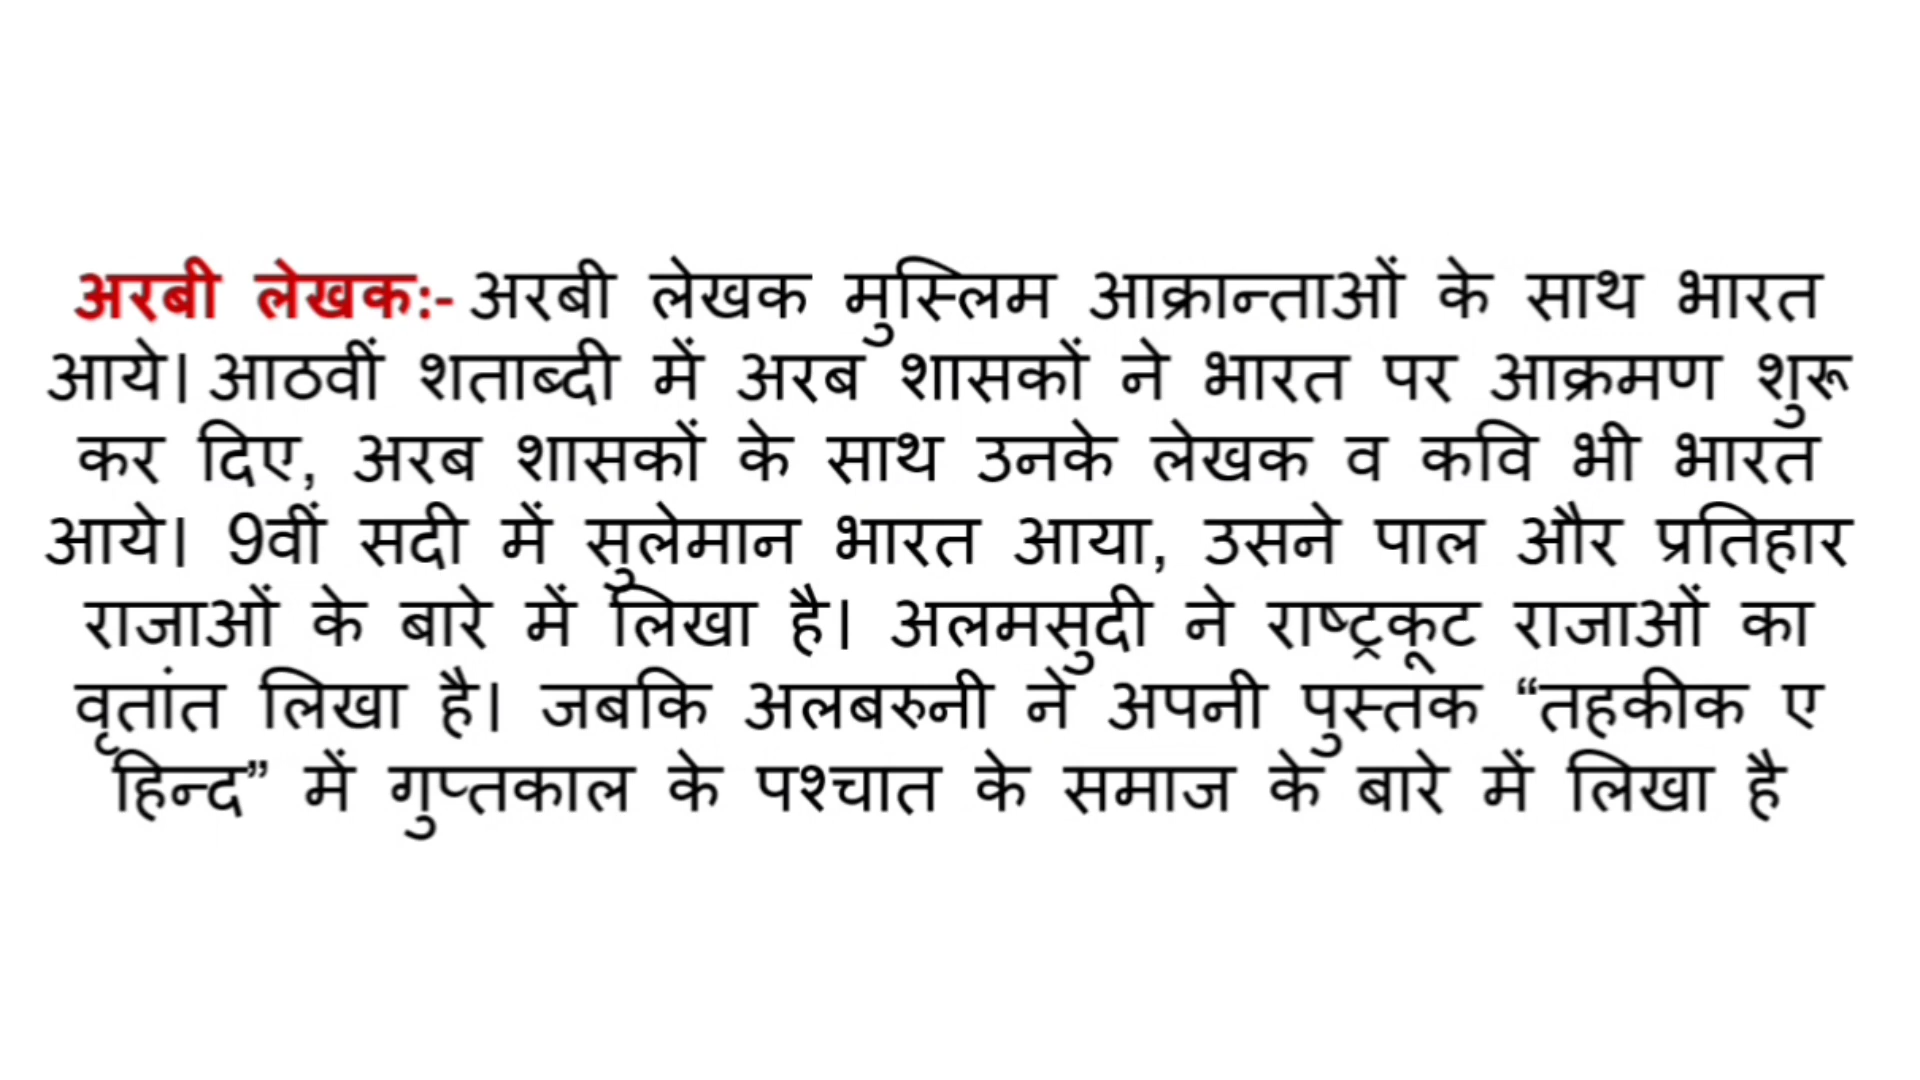 अरबी लेखक:- अरबी लेखक मुस्लिम आक्रान्ताओं के साथ भारत
आये। आठवीं शताब्दी में अरब शासकों ने भारत पर आक्रमण शुरू
कर दिए, अरब शासकों के साथ उनके लेखक व कवि भी भारत
आये। 9वीं सदी में सुलेमान भारत आया, उसने पाल और प्रतिहार
राजाओं के बारे में लिखा है। अलमसुदी ने राष्ट्रकूट राजाओं का
वृतांत लिखा है। जबकि अलबरुनी ने अपनी पुस्तक “तहकीक ए
हिन्द” में गुप्तकाल के पश्चात के समाज के बारे में लिखा है